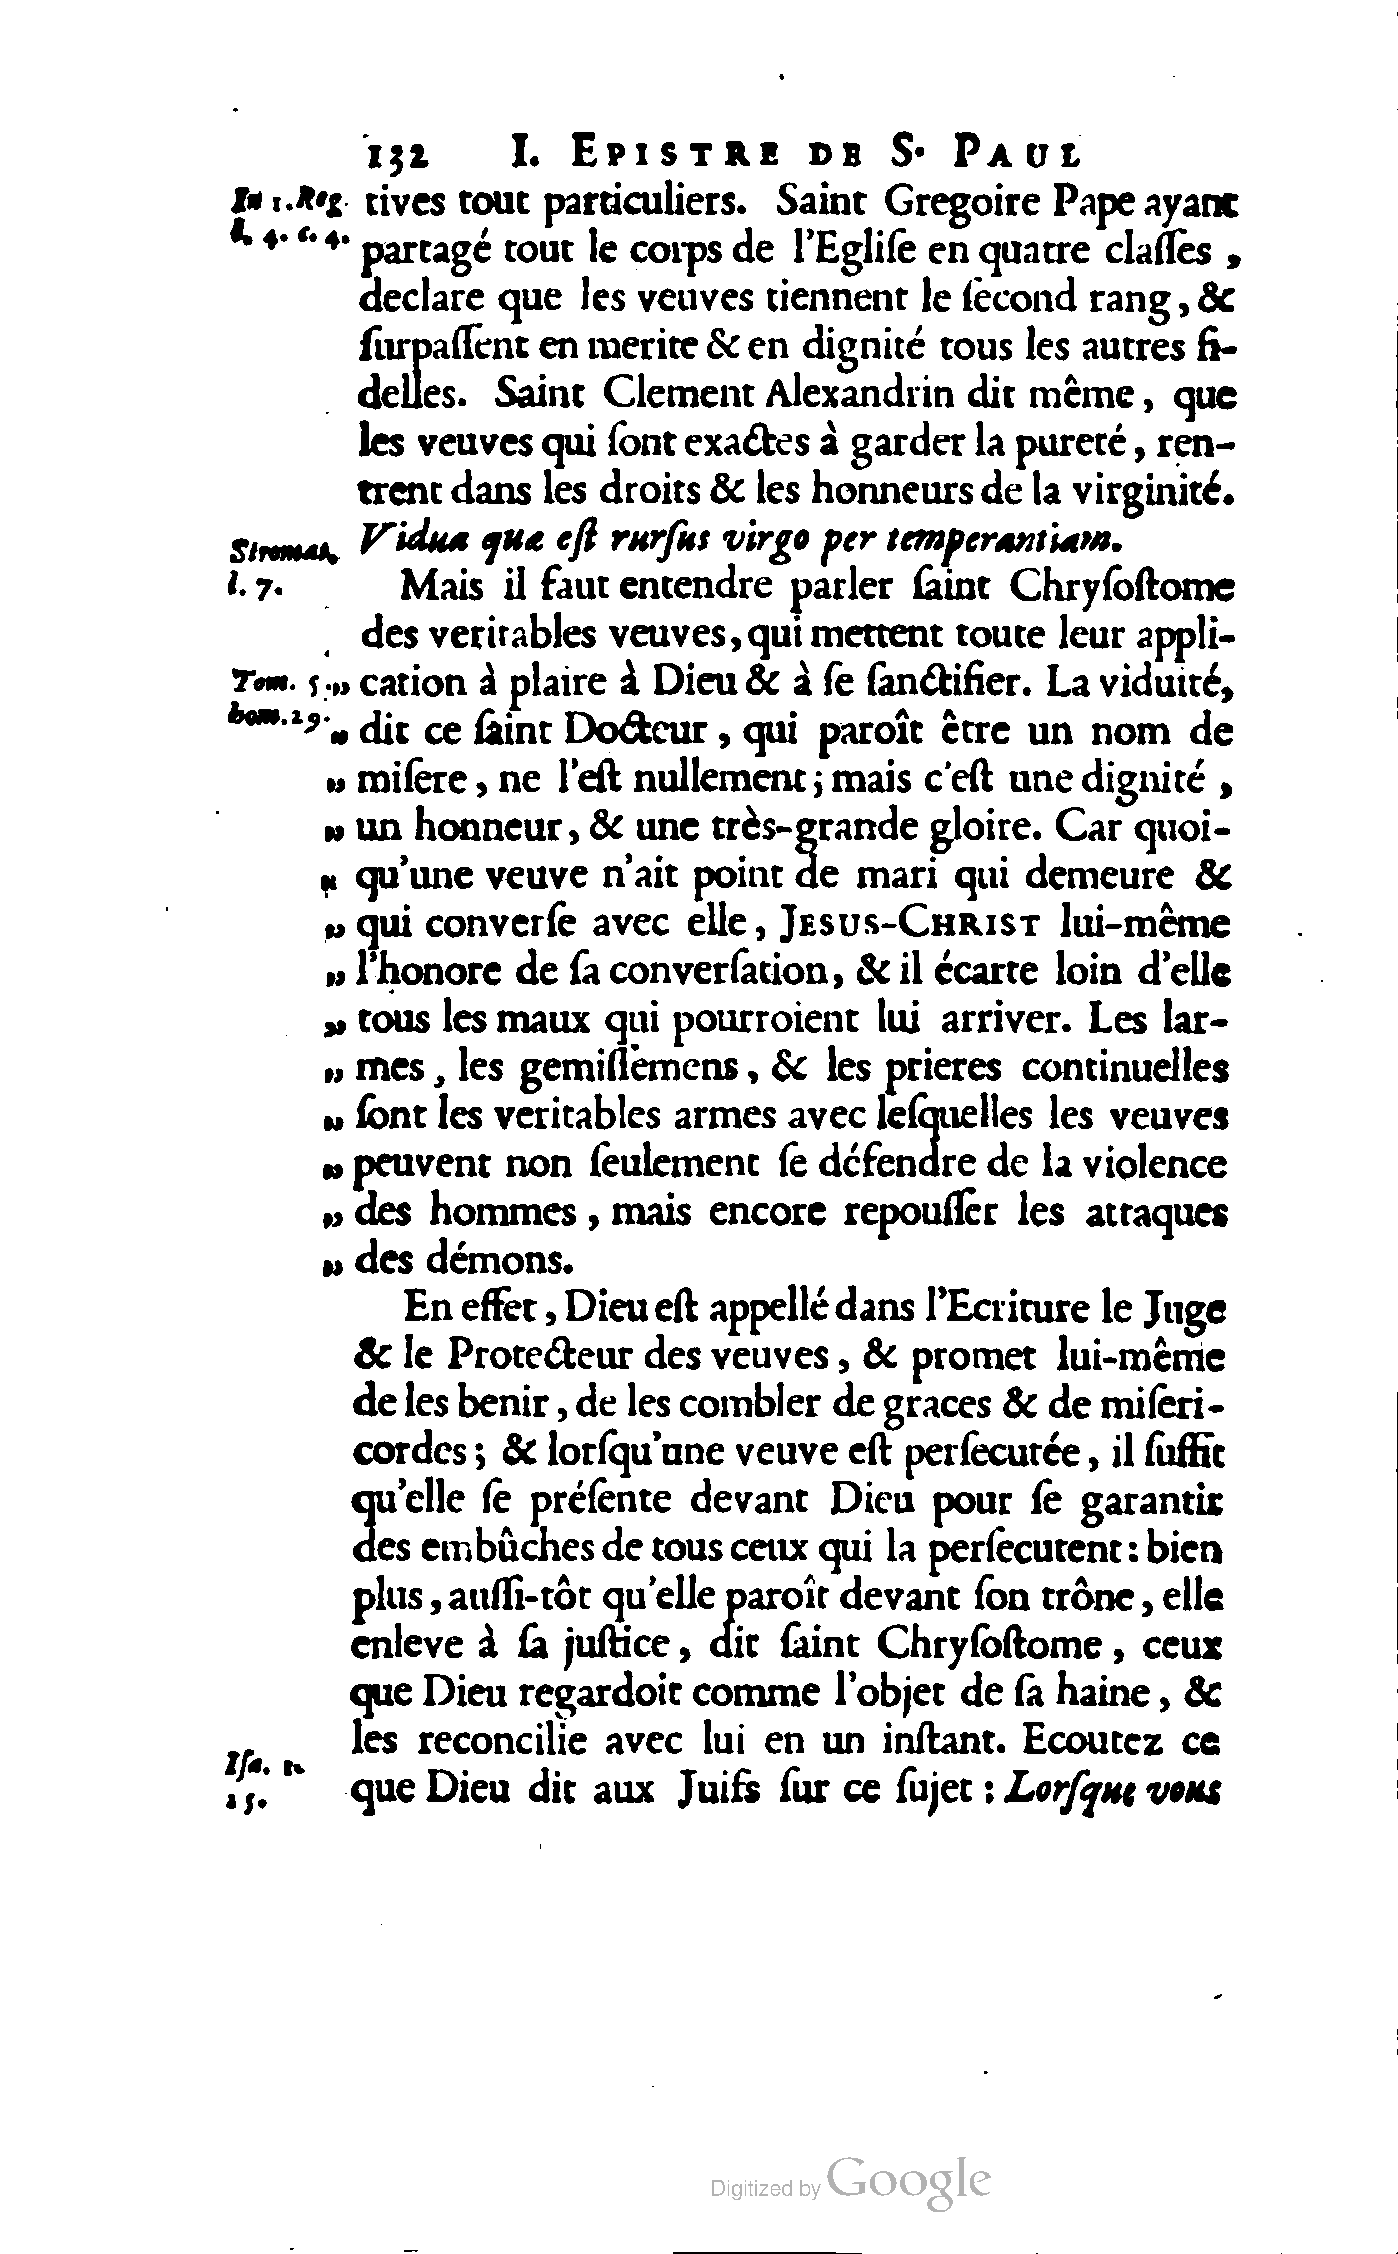 132 I. EPISTRE DE S. PAUL
In 1. Reg. tives tout particuliers. Saint Gregoire Pape ayant
l. 4. c. 4. partagé tout le corps de l'Egliſe en quatre claſſes,
declare que les veuves tiennent le ſecond rang, &
ſurpaſſent en merite & en dignité tous les autres fi-
delles. Saint Clement Alexandrin dit même, que
les veuves qui ſont exactes à garder la pureté, ren-
trent dans les droits & les honneurs de la virginité.
Stromat. Vidua quæ eſt rurſus virgo per temperantiam.
l. 7. Mais il faut entendre parler ſaint Chryſoſtome
des veritables veuves, qui mettent toute leur appli-
Tom. 5. „ cation à plaire à Dieu & à ſe ſanctifier. La viduité,
hom. 29. „ dit ce ſaint Docteur, qui paroît être un nom de
„ miſere, ne l'eſt nullement; mais c'eſt une dignité,
„ un honneur, & une très-grande gloire. Car quoi-
„ qu'une veuve n'ait point de mari qui demeure &
„ qui converſe avec elle, JESUS-CHRIST lui-même
„ l'honore de ſa converſation, & il écarte loin d'elle
„ tous les maux qui pourroient lui arriver. Les lar-
„ mes, les gemiſſemens, & les prieres continuelles
„ ſont les veritables armes avec leſquelles les veuves
„ peuvent non ſeulement ſe défendre de la violence
„ des hommes, mais encore repouſſer les attaques
„ des démons.
En effet, Dieu eſt appellé dans l'Ecriture le Juge
& le Protecteur des veuves, & promet lui-même
de les benir, de les combler de graces & de miſeri-
cordes; & lorſqu'une veuve eſt perſecutée, il ſuffit
qu'elle ſe préſente devant Dieu pour ſe garantir
des embûches de tous ceux qui la perſecutent: bien
plus, auſſi-tôt qu'elle paroît devant ſon trône, elle
enleve à ſa juſtice, dit ſaint Chryſoſtome, ceux
que Dieu regardoit comme l'objet de ſa haine, &
les reconcilie avec lui en un inſtant. Ecoutez ce
Iſa. 1.
15. que Dieu dit aux Juifs ſur ce ſujet: Lorſque vous
Digitized by Google